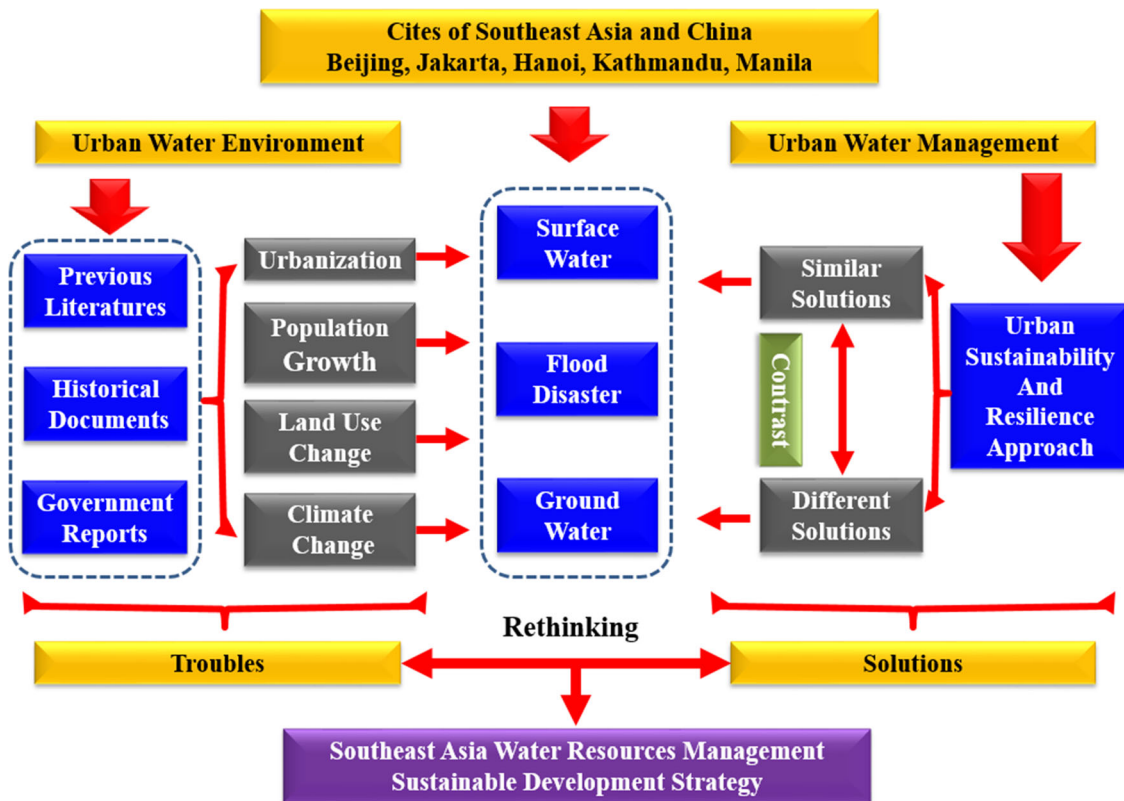 Cites of Southeast Asia and China
Beijing, Jakarta, Hanoi, Kathmandu, Manila
Urban Water Environment
Urban Water Management
Previous
Literatures
Historical
Documents
Government
Reports
Urbanization
Population
Growth
Land Use
Change
Climate
Change
Surface
Water
Flood
Disaster
Ground
Water
Similar
Solutions
Contrast
Different
Solutions
Urban
Sustainability
And
Resilience
Approach
Troubles
Rethinking
Solutions
Southeast Asia Water Resources Management
Sustainable Development Strategy